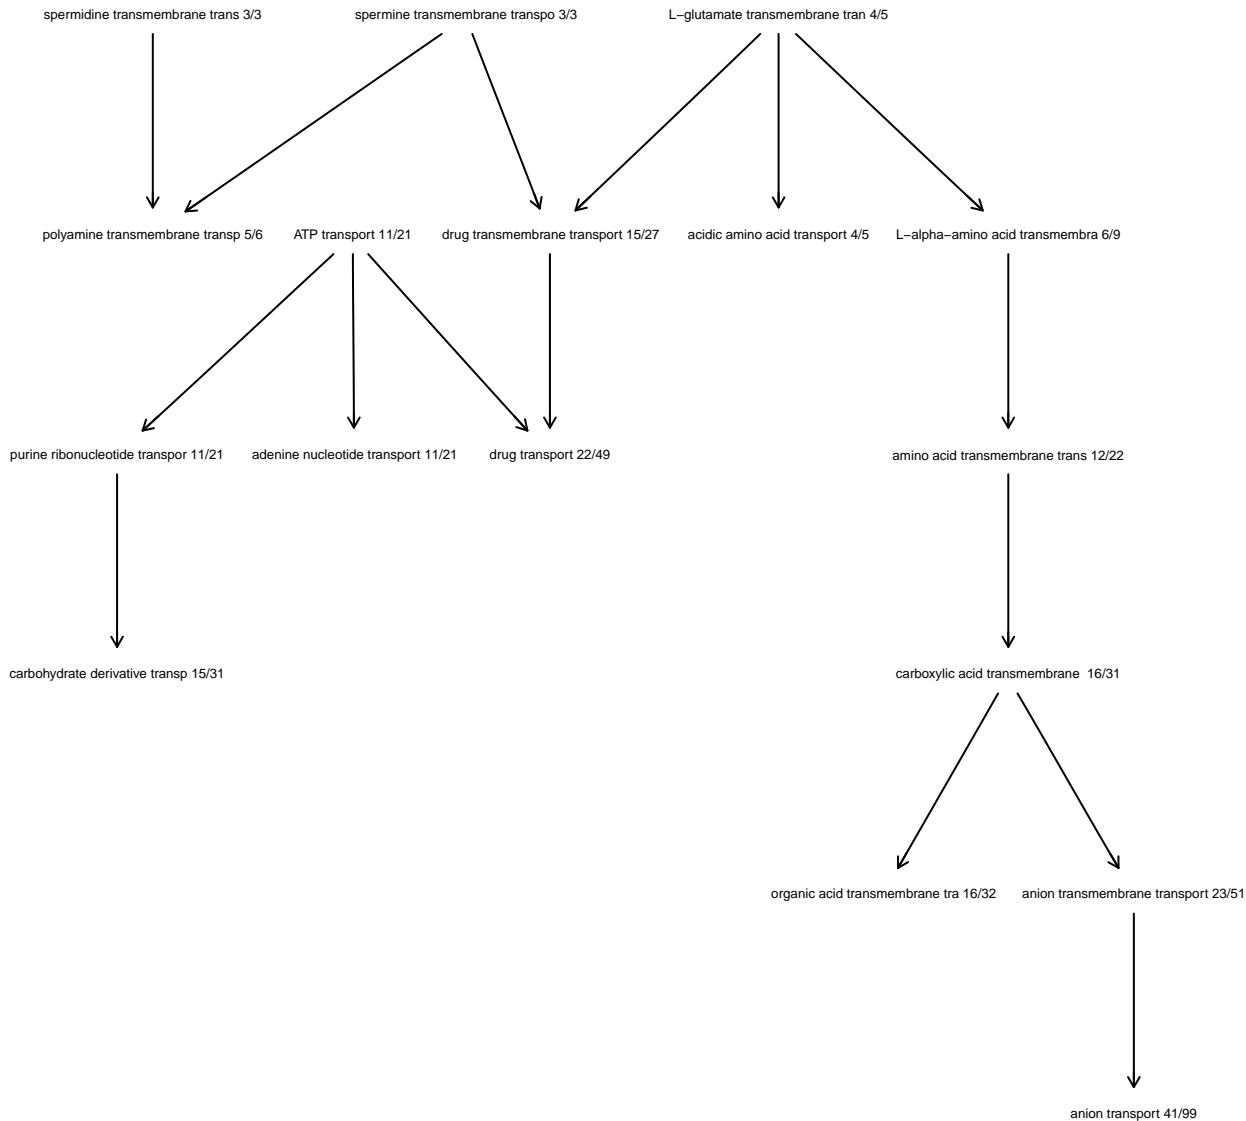 spermidine transmembrane trans 3/3
spermine transmembrane transpo 3/3
L−glutamate transmembrane tran 4/5
polyamine transmembrane transp 5/6
ATP transport 11/21
drug transmembrane transport 15/27
acidic amino acid transport 4/5
L−alpha−amino acid transmembra 6/9
purine ribonucleotide transpor 11/21
adenine nucleotide transport 11/21
drug transport 22/49
amino acid transmembrane trans 12/22
carbohydrate derivative transp 15/31
carboxylic acid transmembrane  16/31
organic acid transmembrane tra 16/32
anion transmembrane transport 23/51
anion transport 41/99